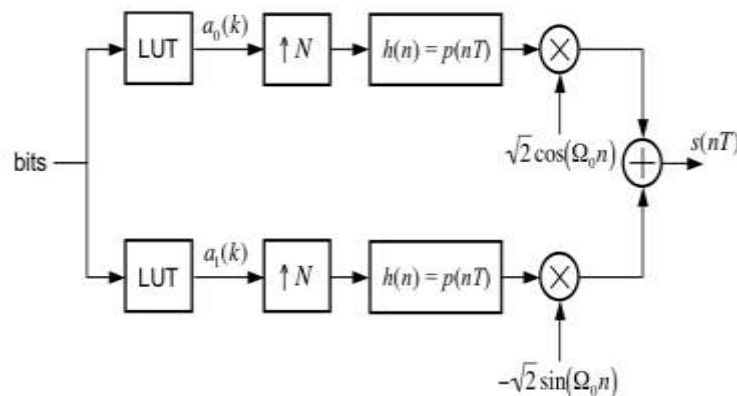 a₀(k)
LUT
↑N
h(n) = p(nT)
√2 cos(Ω₀n)
bits
s(nT)
a₁(k)
LUT
↑N
h(n) = p(nT)
−√2 sin(Ω₀n)